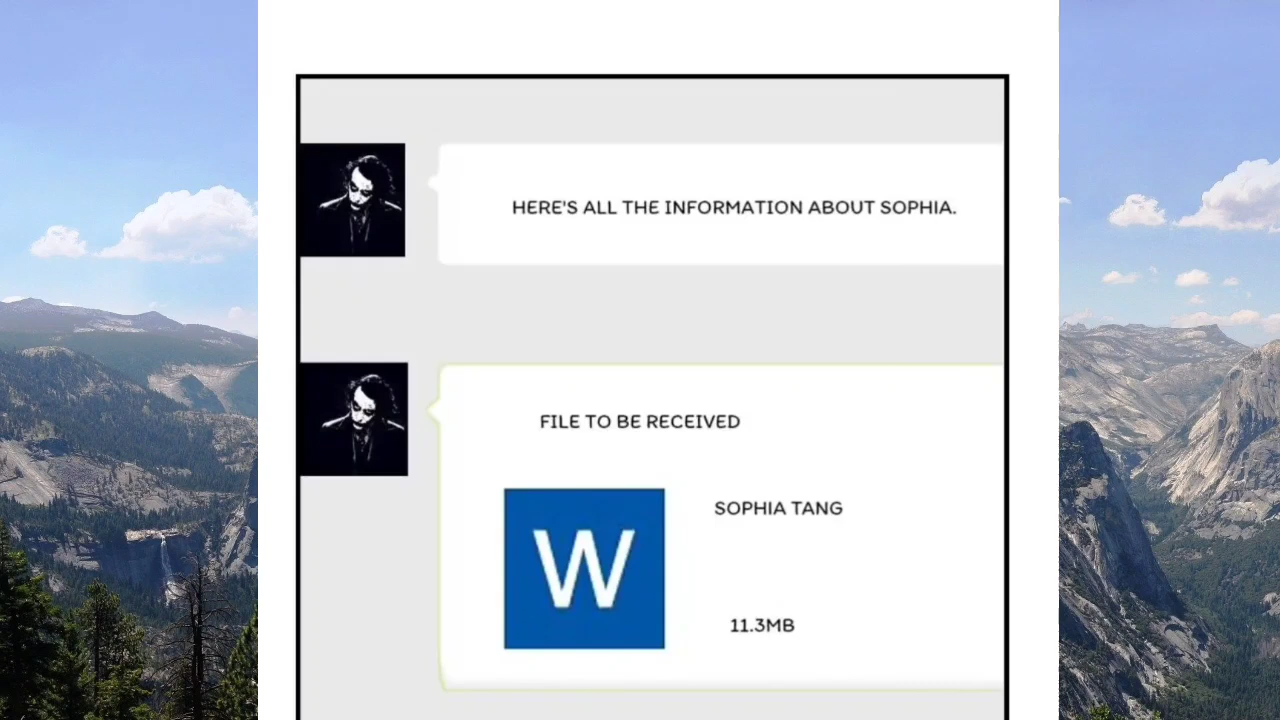 HERE'S ALL THE INFORMATION ABOUT SOPHIA.
FILE TO BE RECEIVED
W
SOPHIA TANG
11.3MB